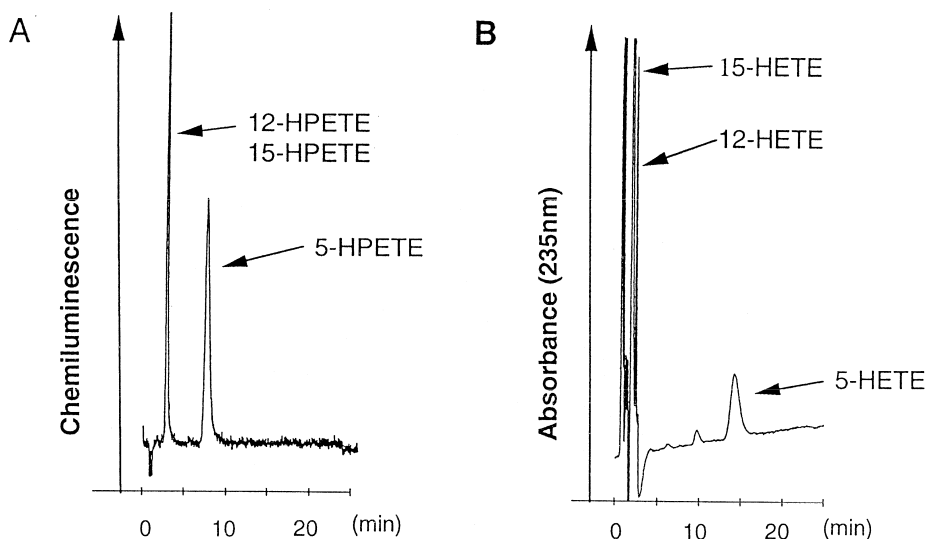 A
Chemiluminescence
12-HPETE
15-HPETE
5-HPETE
0 10 20 (min)
B
Absorbance (235nm)
15-HETE
12-HETE
5-HETE
0 10 20 (min)